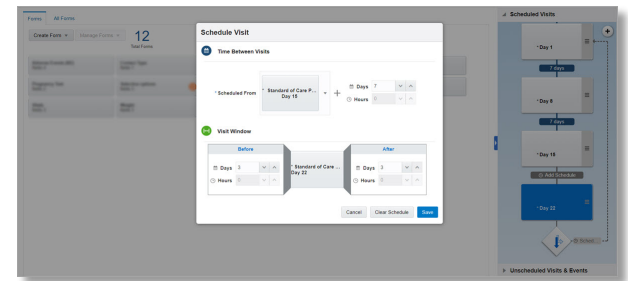 Forms
All Forms
Create Form
Manage Forms
12
Total Forms
Schedule Visit
Time Between Visits
* Scheduled From
* Standard of Care P...
Day 15
+
Days 7
Hours 0
Visit Window
Before
Days 3
Hours 0
* Standard of Care ...
Day 22
After
Days 3
Hours 0
Cancel
Clear Schedule
Save
Scheduled Visits
* Day 1
7 days
* Day 8
7 days
* Day 15
Add Schedule
* Day 22
Unscheduled Visits & Events